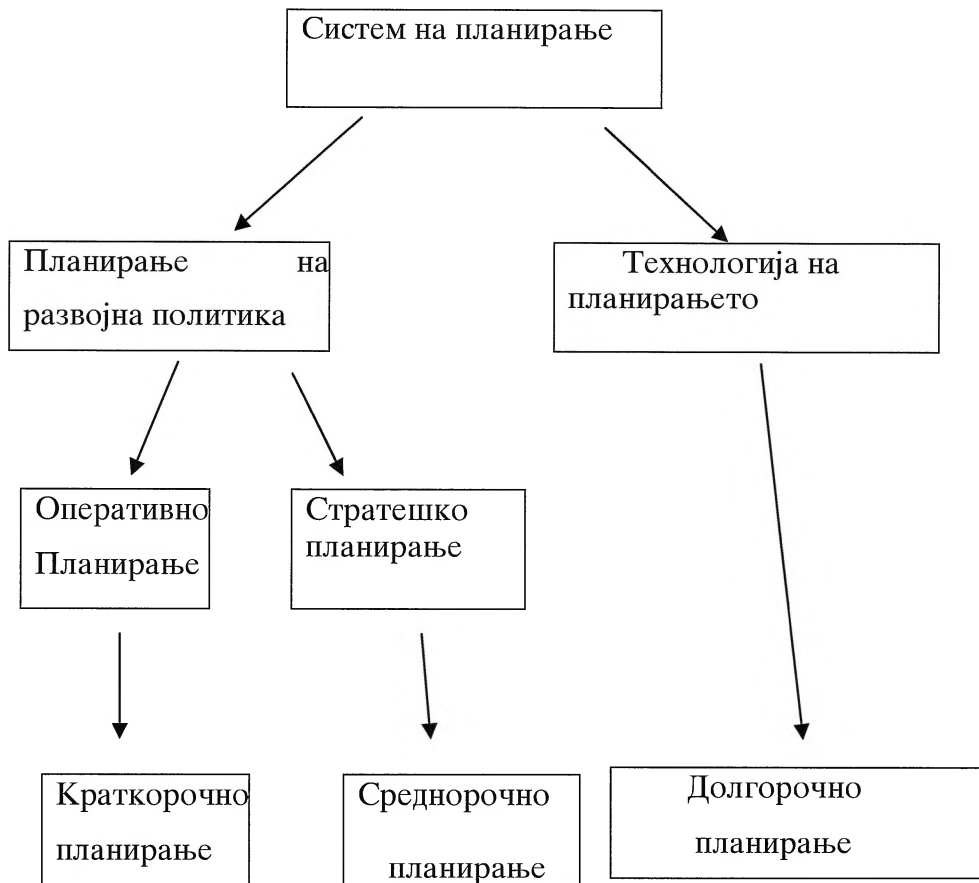 Систем на планирање
Планирање на
развојна политика
Технологија на
планирањето
Оперативно
Планирање
Стратешко
планирање
Краткорочно
планирање
Среднорочно
планирање
Долгорочно
планирање